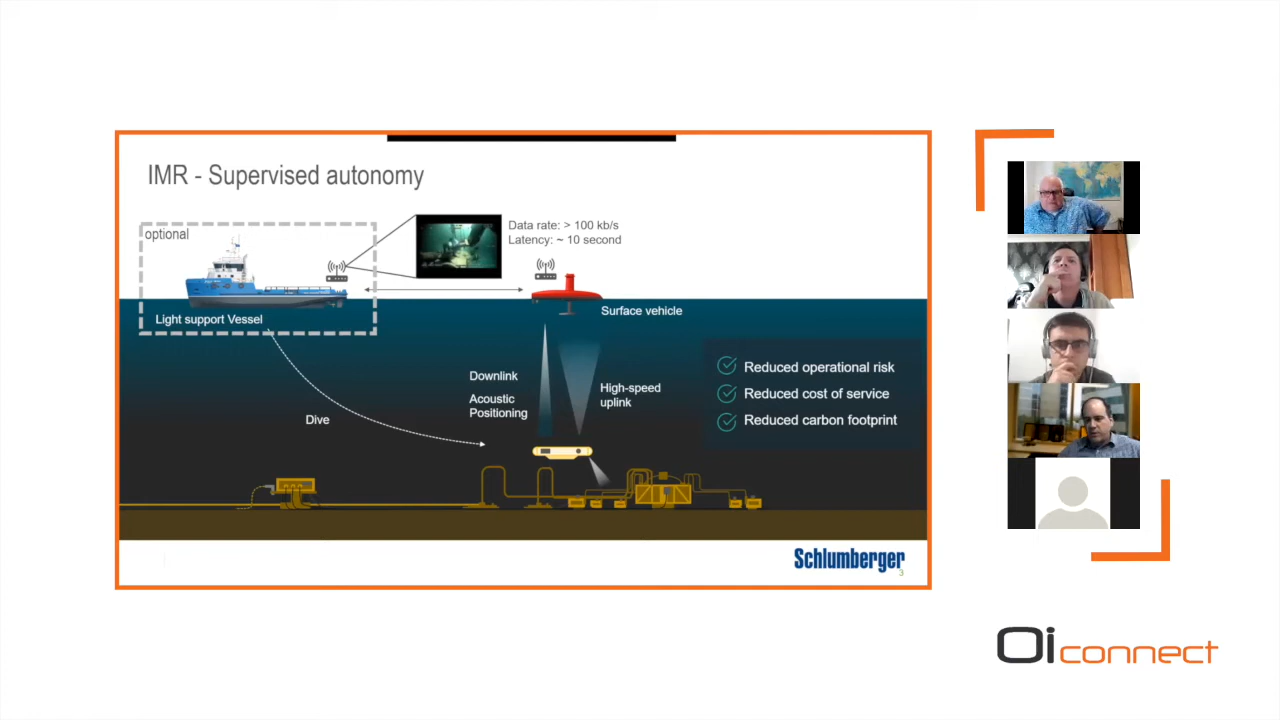 IMR - Supervised autonomy
optional
Data rate: > 100 kb/s
Latency: ~ 10 second
Light support Vessel
Surface vehicle
Downlink
Acoustic
Positioning
High-speed
uplink
Dive
Reduced operational risk
Reduced cost of service
Reduced carbon footprint
Schlumberger
3
Oi connect